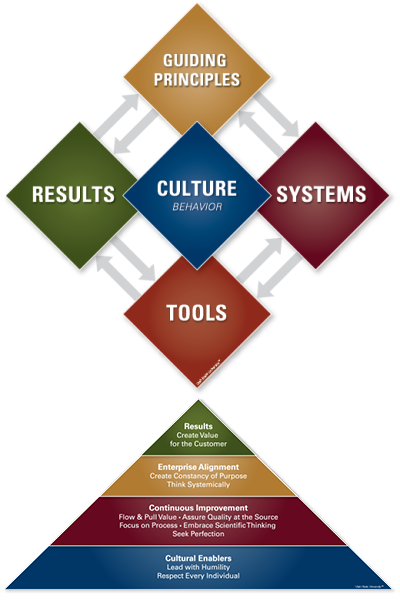 GUIDING
PRINCIPLES
RESULTS
CULTURE
BEHAVIOR
SYSTEMS
TOOLS
Results
Create Value
for the Customer
Enterprise Alignment
Create Constancy of Purpose
Think Systemically
Continuous Improvement
Flow & Pull Value • Assure Quality at the Source
Focus on Process • Embrace Scientific Thinking
Seek Perfection
Cultural Enablers
Lead with Humility
Respect Every Individual